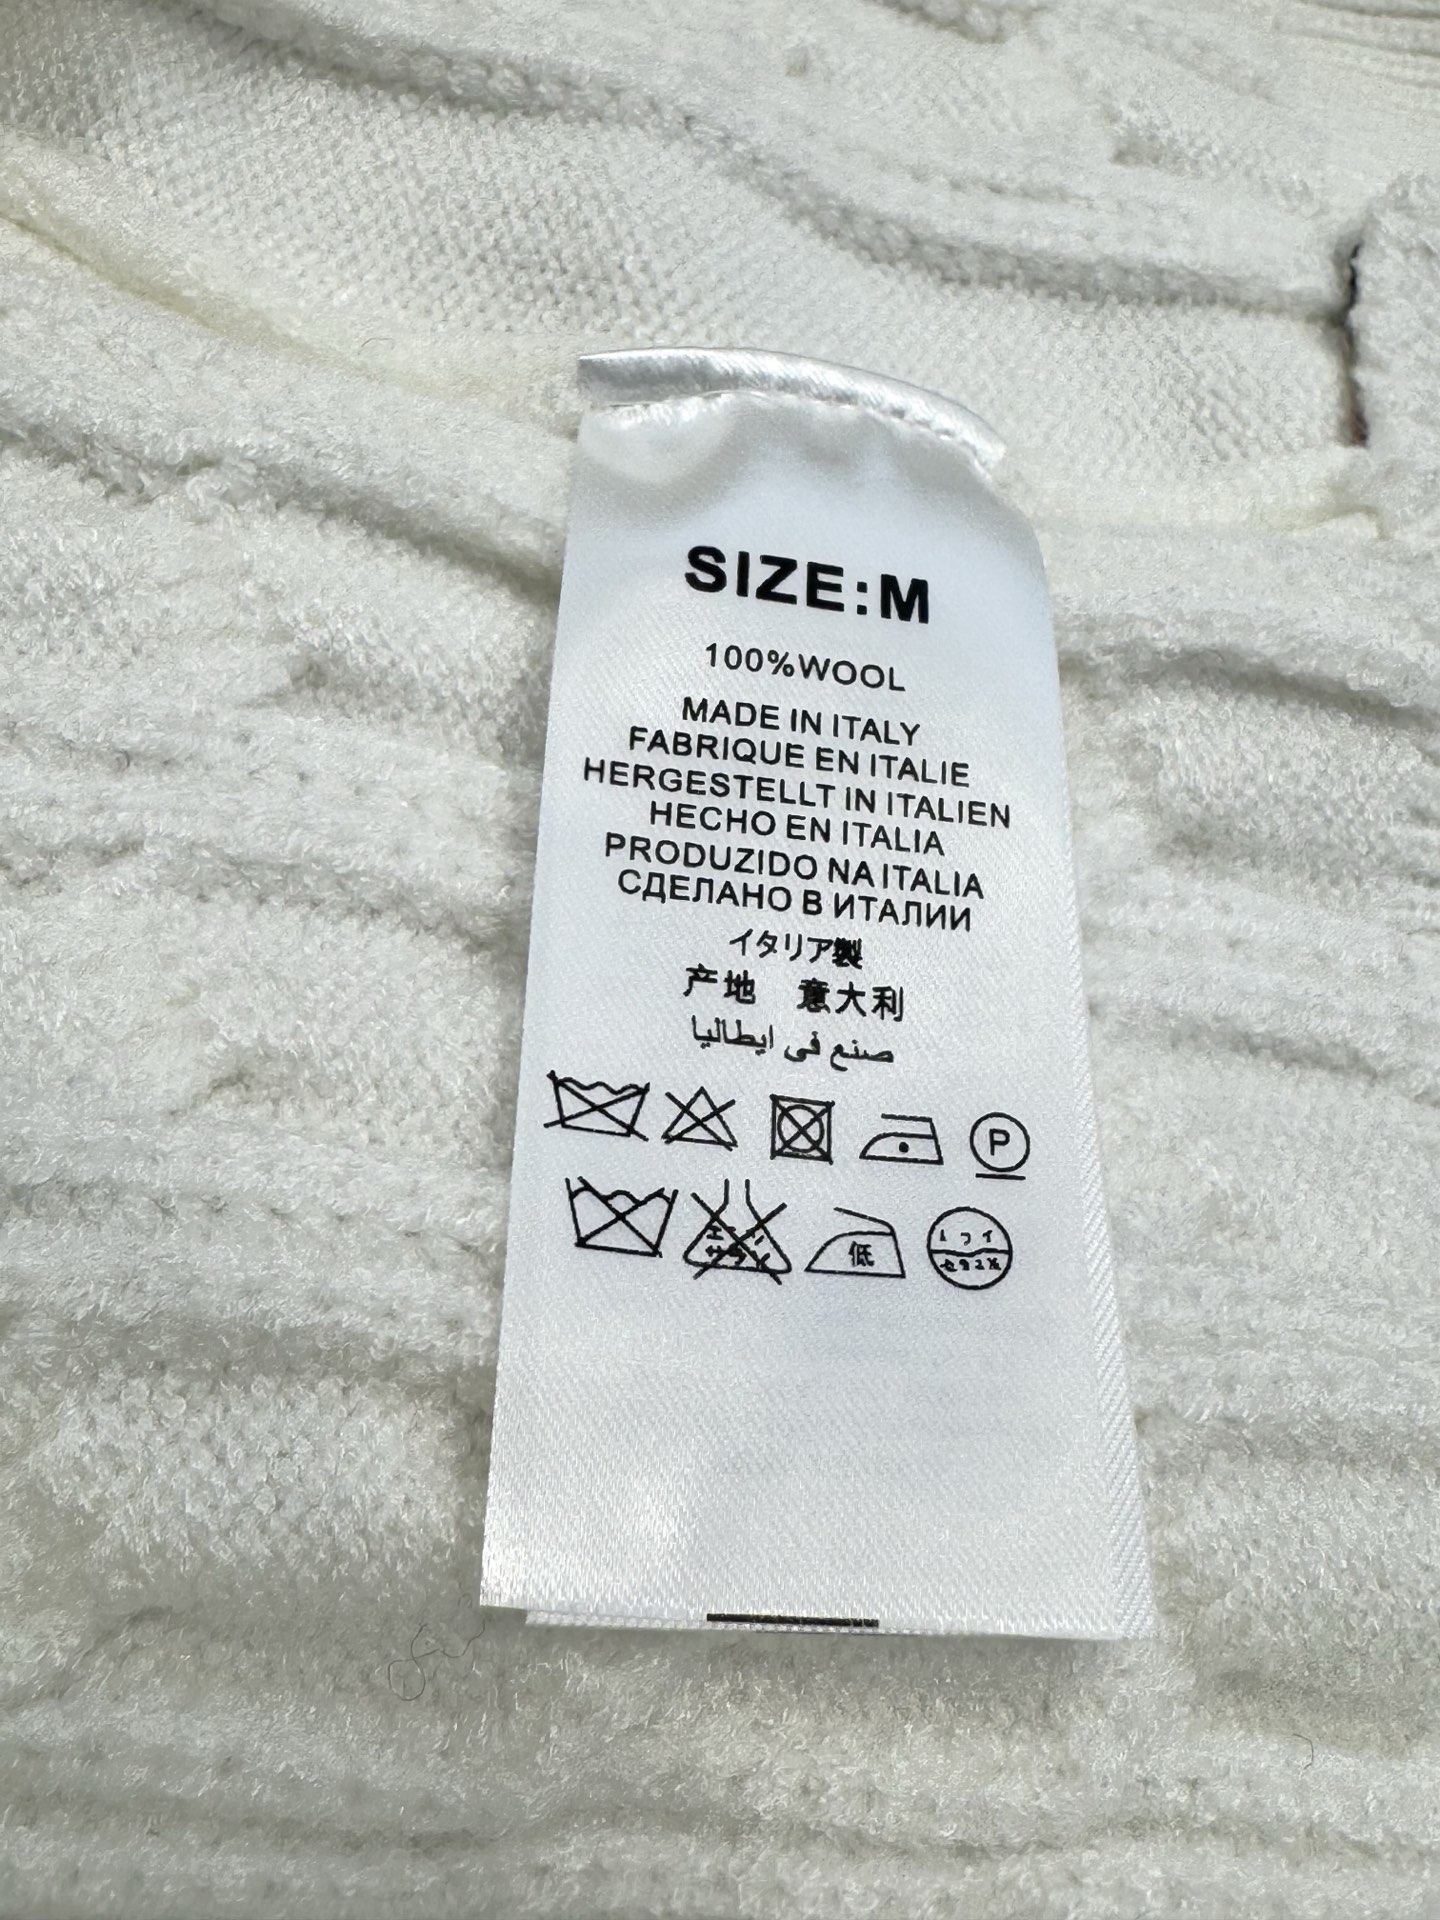 SIZE:M
100%WOOL
MADE IN ITALY
FABRIQUE EN ITALIE
HERGESTELLT IN ITALIEN
HECHO EN ITALIA
PRODUZIDO NA ITALIA
СДЕЛАНО В ИТАЛИИ
イタリア製
产地 意大利
صنع في ايطاليا
P
低